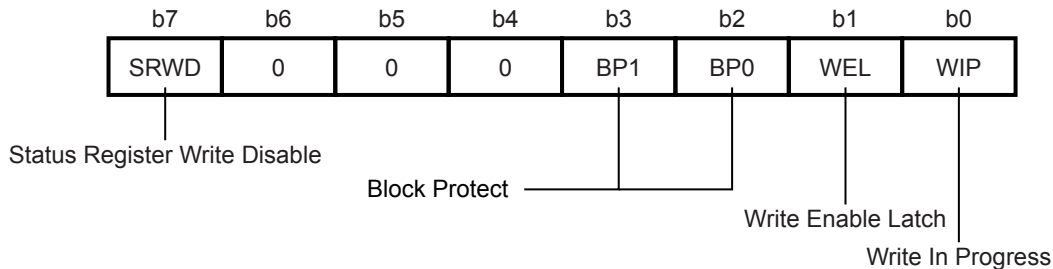 b7 b6 b5 b4 b3 b2 b1 b0
SRWD 0 0 0 BP1 BP0 WEL WIP
Status Register Write Disable
Block Protect
Write Enable Latch
Write In Progress